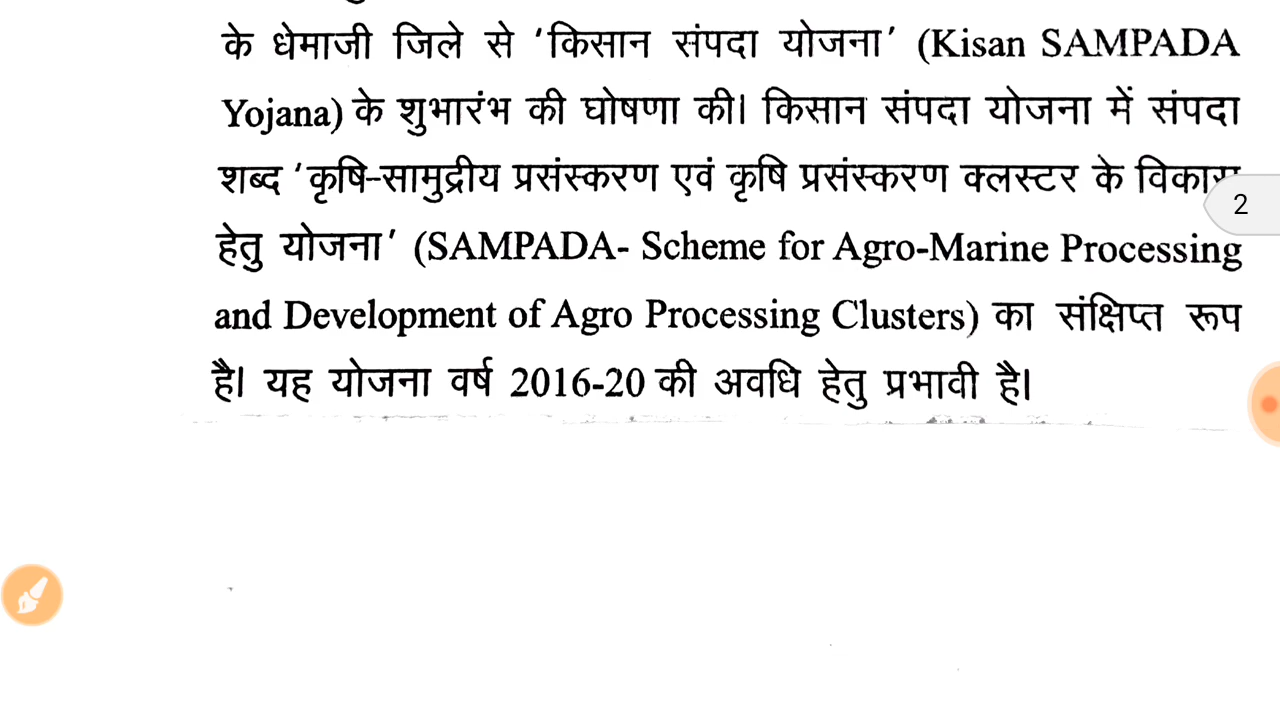 के धेमाजी जिले से 'किसान संपदा योजना' (Kisan SAMPADA
Yojana) के शुभारंभ की घोषणा की। किसान संपदा योजना में संपदा
शब्द 'कृषि-सामुद्रीय प्रसंस्करण एवं कृषि प्रसंस्करण क्लस्टर के विकास
2
हेतु योजना' (SAMPADA- Scheme for Agro-Marine Processing
and Development of Agro Processing Clusters) का संक्षिप्त रूप
है। यह योजना वर्ष 2016-20 की अवधि हेतु प्रभावी है।